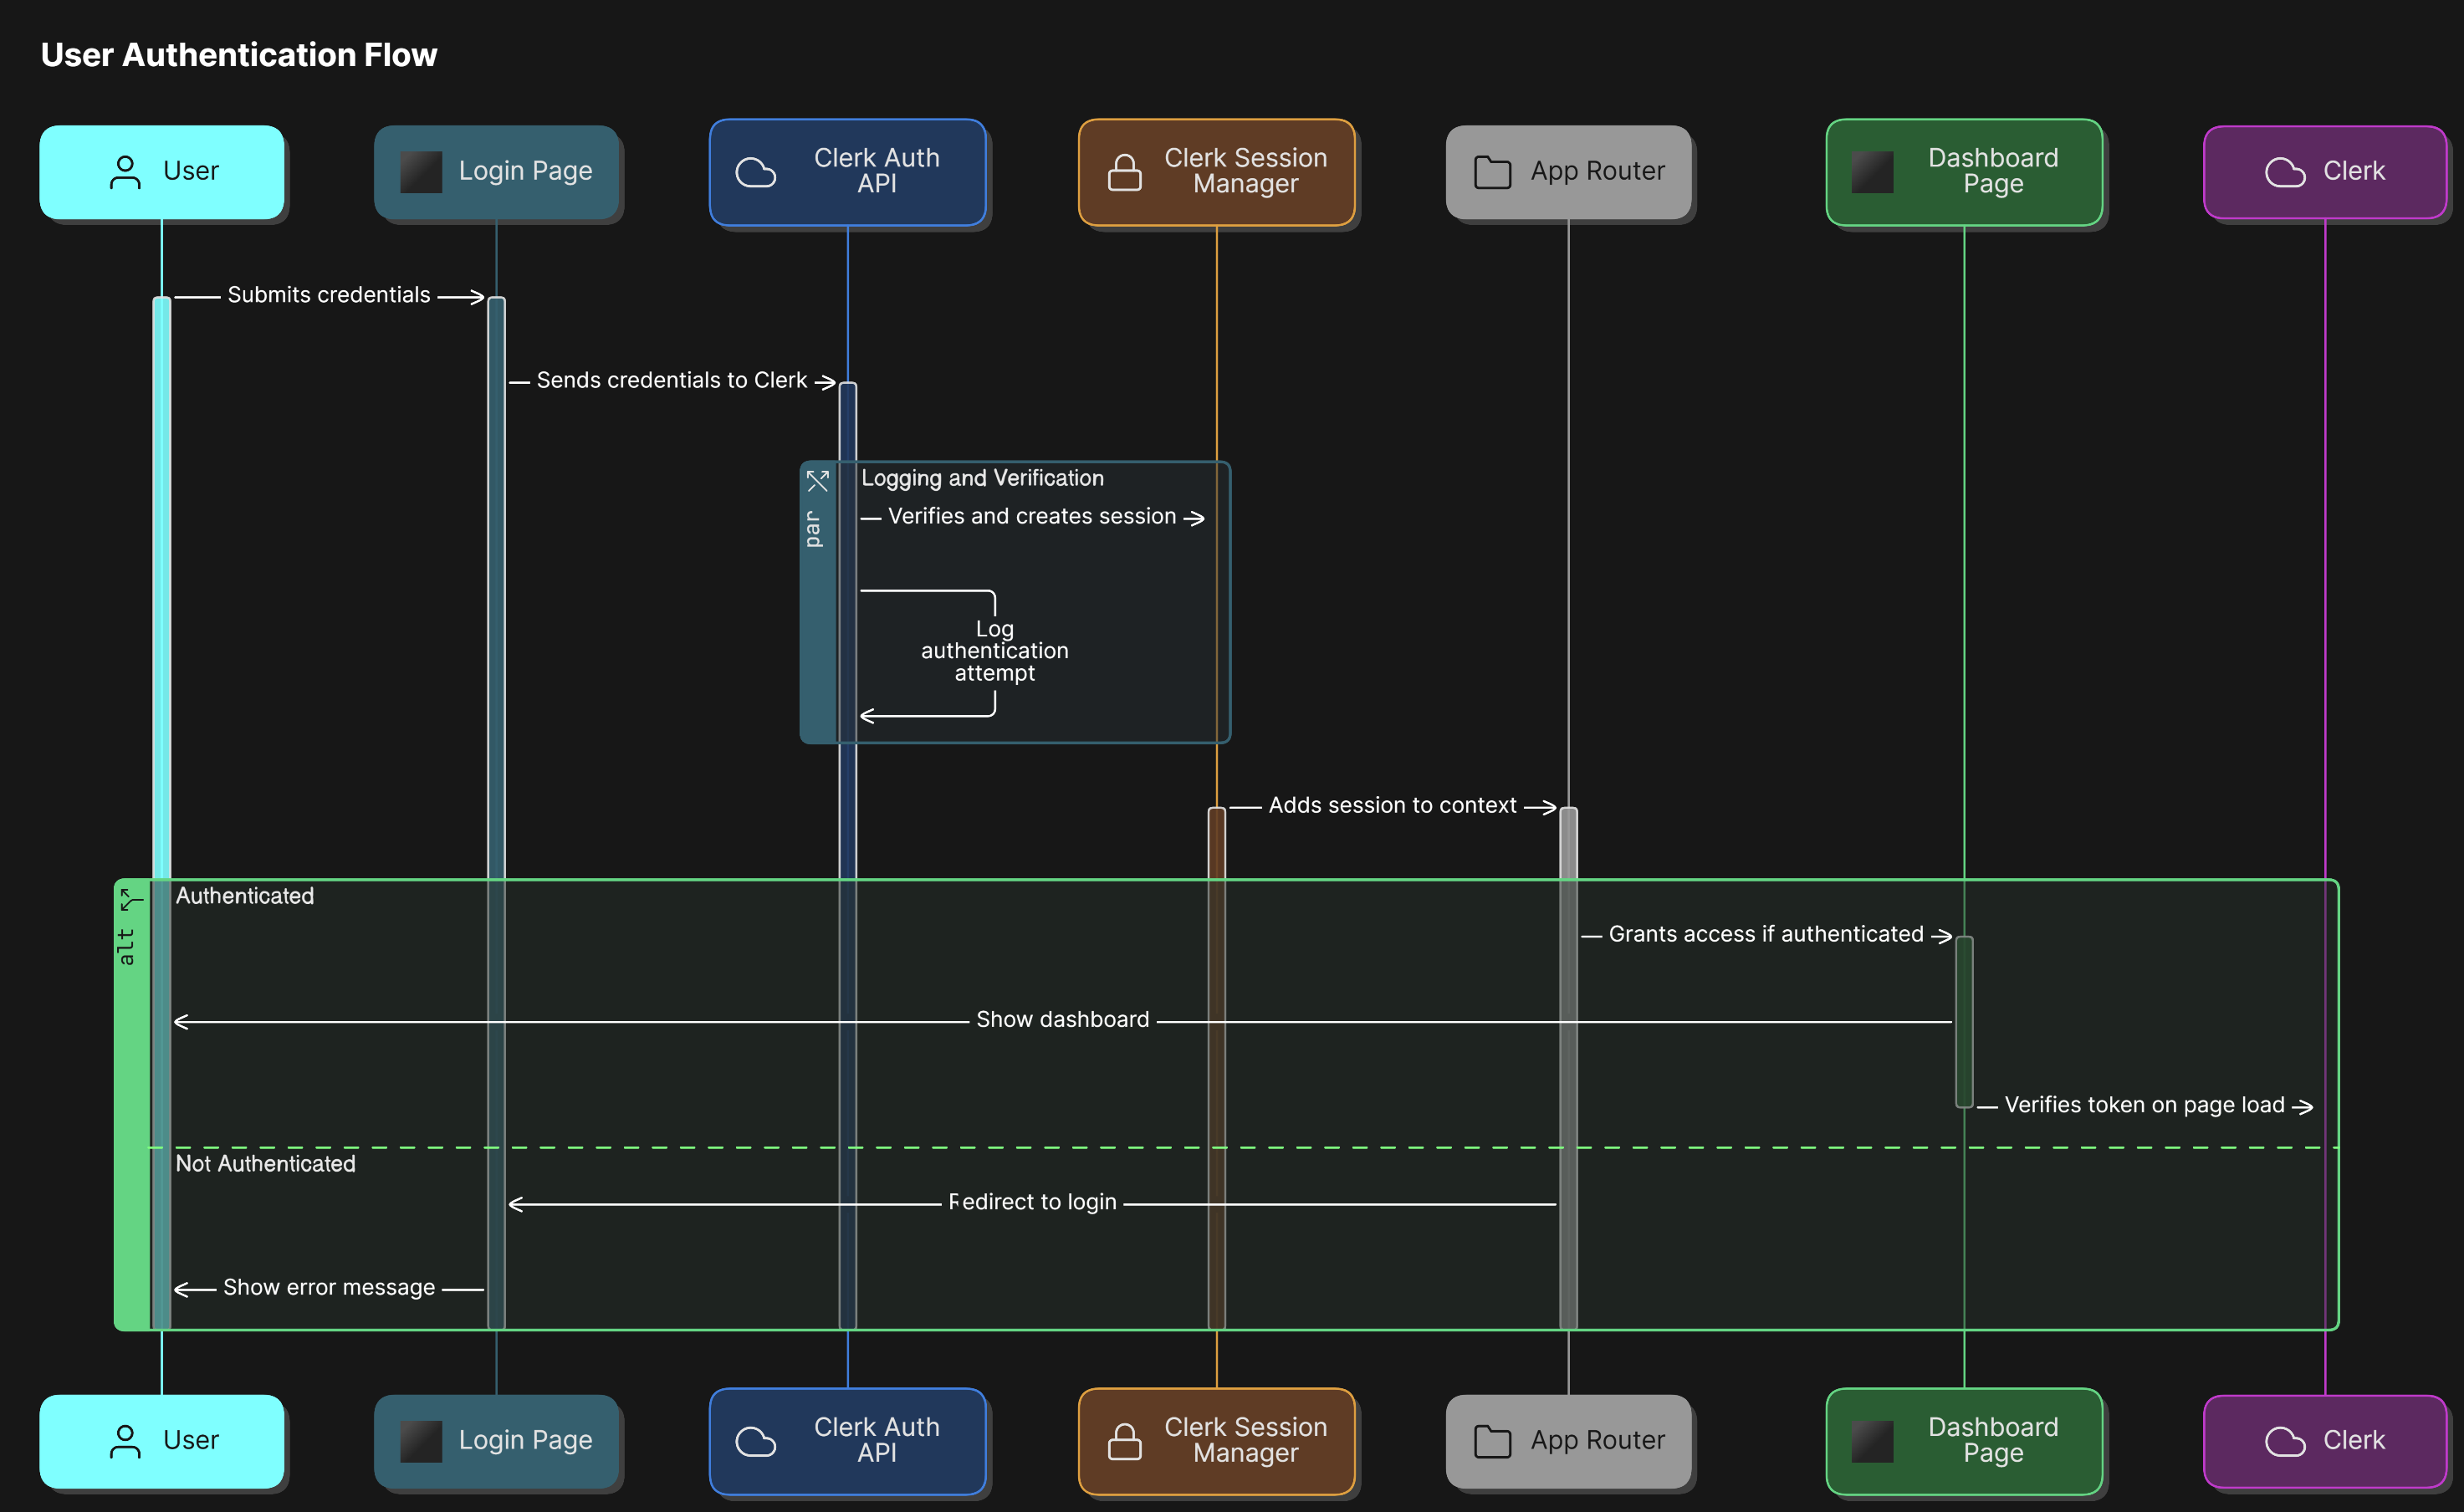 User Authentication Flow
User
Login Page
Clerk Auth
API
Clerk Session
Manager
App Router
Dashboard
Page
Clerk
Submits credentials
Sends credentials to Clerk
par
Logging and Verification
Verifies and creates session
Log
authentication
attempt
Adds session to context
alt
Authenticated
Grants access if authenticated
Show dashboard
Verifies token on page load
Not Authenticated
Redirect to login
Show error message
User
Login Page
Clerk Auth
API
Clerk Session
Manager
App Router
Dashboard
Page
Clerk